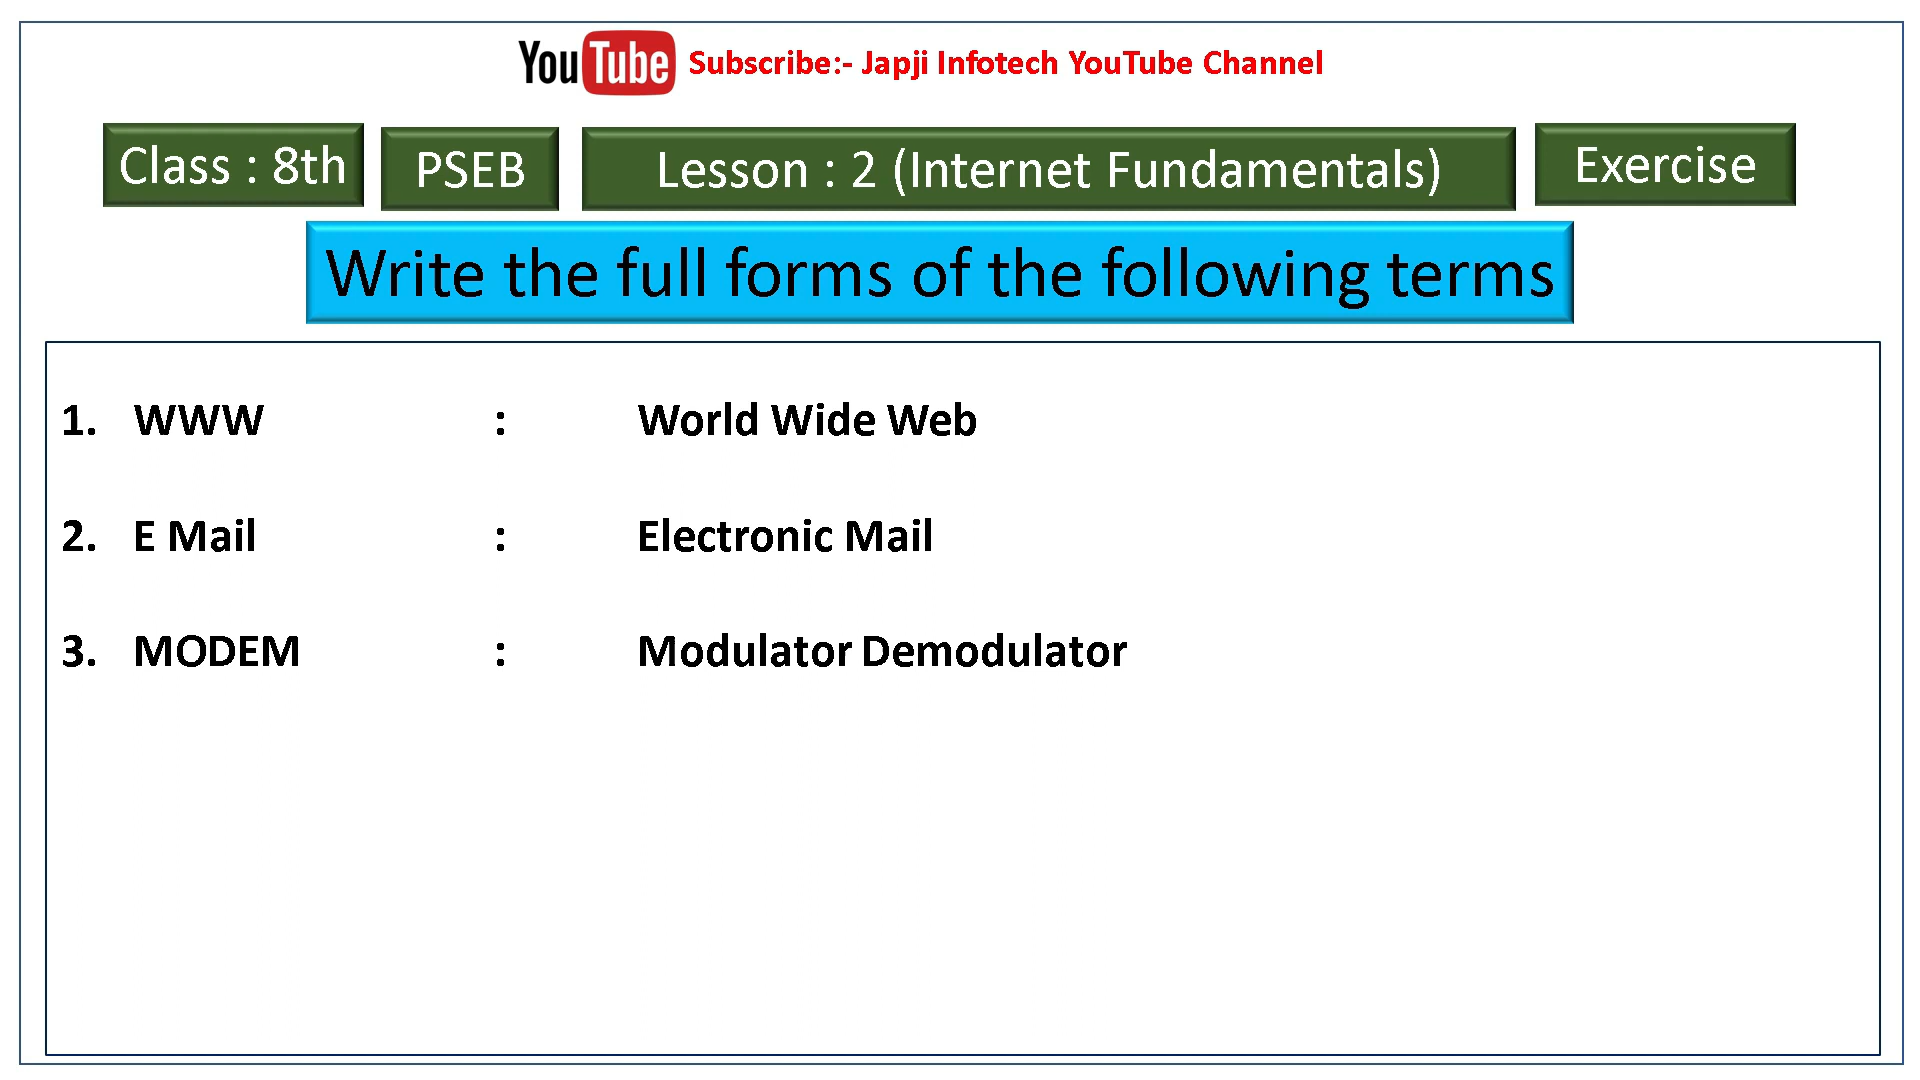 YouTube Subscribe:- Japji Infotech YouTube Channel
Class : 8th PSEB Lesson : 2 (Internet Fundamentals) Exercise
Write the full forms of the following terms
1. WWW : World Wide Web
2. E Mail : Electronic Mail
3. MODEM : Modulator Demodulator